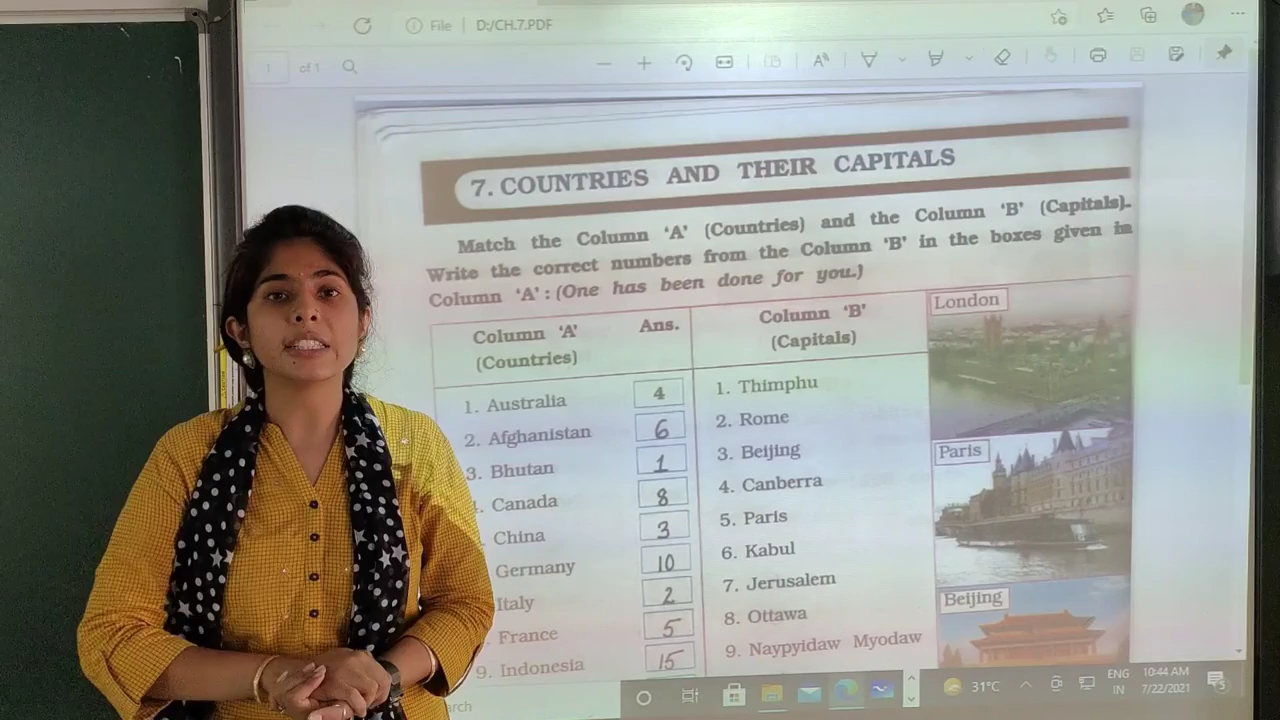 File | D:/CH.7.PDF
1 of 1
7. COUNTRIES AND THEIR CAPITALS
Match the Column 'A' (Countries) and the Column 'B' (Capitals).
Write the correct numbers from the Column 'B' in the boxes given in
Column 'A' : (One has been done for you.)
Column 'A' Ans. Column 'B'
(Countries) (Capitals)
1. Australia 4 1. Thimphu
2. Afghanistan 6 2. Rome
3. Bhutan 1 3. Beijing
. Canada 8 4. Canberra
China 3 5. Paris
Germany 10 6. Kabul
Italy 2 7. Jerusalem
France 5 8. Ottawa
9. Indonesia 15 9. Naypyidaw Myodaw
London
Paris
Beijing
arch
31°C
ENG
IN
10:44 AM
7/22/2021
5